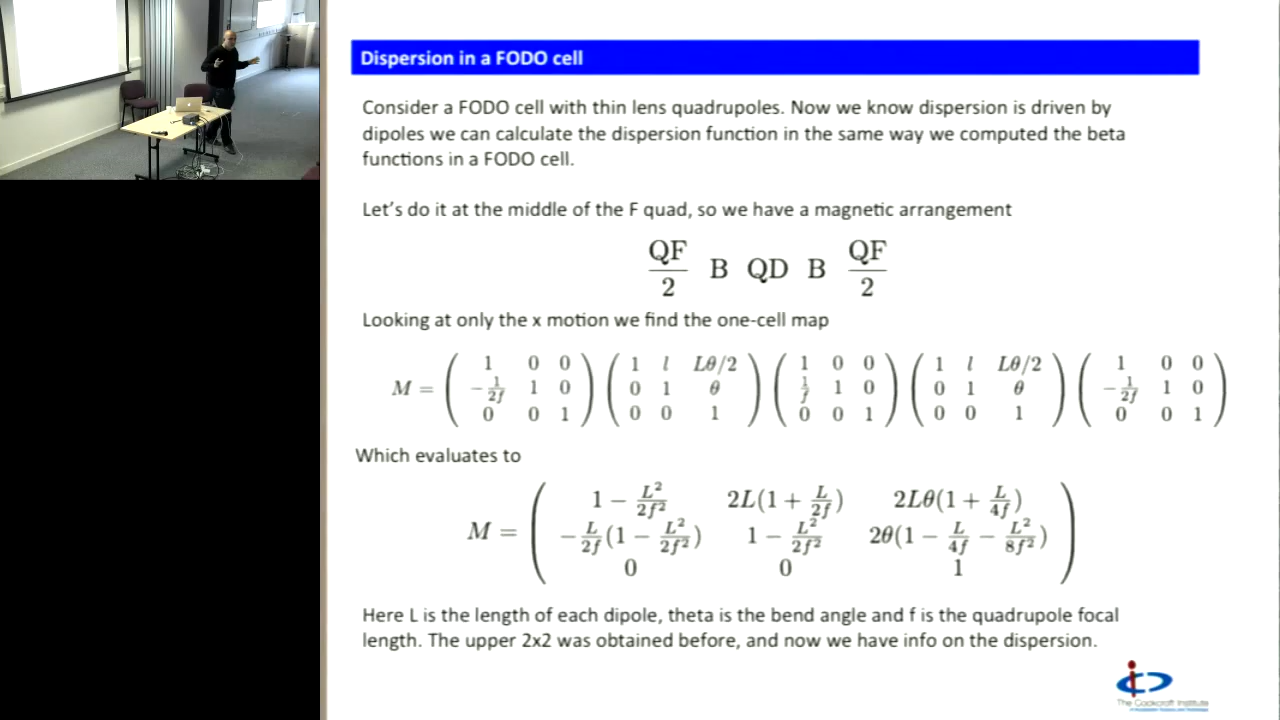 Dispersion in a FODO cell
Consider a FODO cell with thin lens quadrupoles. Now we know dispersion is driven by
dipoles we can calculate the dispersion function in the same way we computed the beta
functions in a FODO cell.
Let's do it at the middle of the F quad, so we have a magnetic arrangement
QF/2 B QD B QF/2
Looking at only the x motion we find the one-cell map
M = ( 1 0 0 ; -1/2f 1 0 ; 0 0 1 ) ( 1 l Lθ/2 ; 0 1 θ ; 0 0 1 ) ( 1 0 0 ; 1/f 1 0 ; 0 0 1 ) ( 1 l Lθ/2 ; 0 1 θ ; 0 0 1 ) ( 1 0 0 ; -1/2f 1 0 ; 0 0 1 )
Which evaluates to
M = ( 1 - L²/2f² 2L(1 + L/2f) 2Lθ(1 + L/4f) ; -L/2f(1 - L²/2f²) 1 - L²/2f² 2θ(1 - L/4f - L²/8f²) ; 0 0 1 )
Here L is the length of each dipole, theta is the bend angle and f is the quadrupole focal
length. The upper 2x2 was obtained before, and now we have info on the dispersion.
The Cockcroft Institute